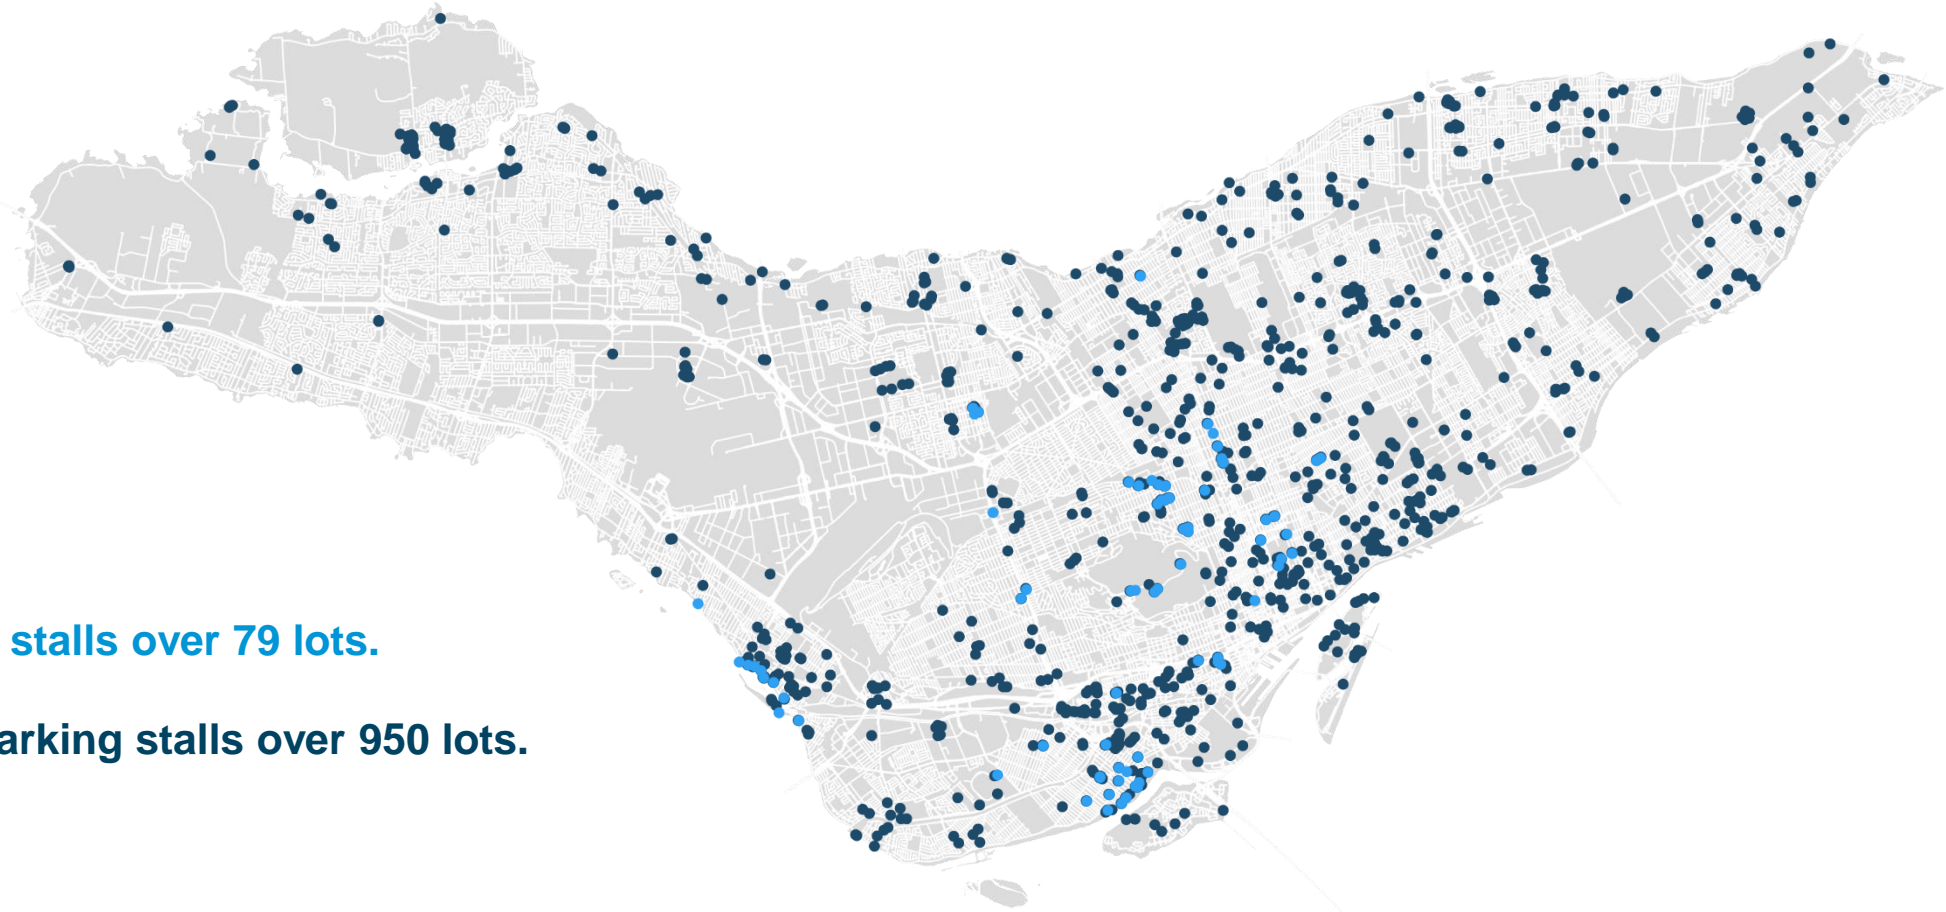 stalls over 79 lots.
arking stalls over 950 lots.